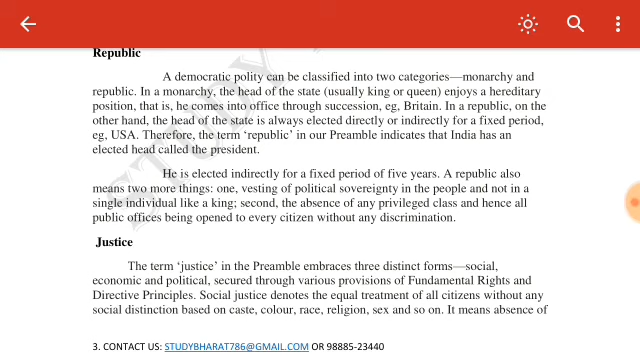 Republic
A democratic polity can be classified into two categories—monarchy and
republic. In a monarchy, the head of the state (usually king or queen) enjoys a hereditary
position, that is, he comes into office through succession, eg, Britain. In a republic, on the
other hand, the head of the state is always elected directly or indirectly for a fixed period,
eg, USA. Therefore, the term ‘republic’ in our Preamble indicates that India has an
elected head called the president.
He is elected indirectly for a fixed period of five years. A republic also
means two more things: one, vesting of political sovereignty in the people and not in a
single individual like a king; second, the absence of any privileged class and hence all
public offices being opened to every citizen without any discrimination.
Justice
The term ‘justice’ in the Preamble embraces three distinct forms—social,
economic and political, secured through various provisions of Fundamental Rights and
Directive Principles. Social justice denotes the equal treatment of all citizens without any
social distinction based on caste, colour, race, religion, sex and so on. It means absence of
3. CONTACT US: STUDYBHARAT786@GMAIL.COM OR 98885-23440
STUDY